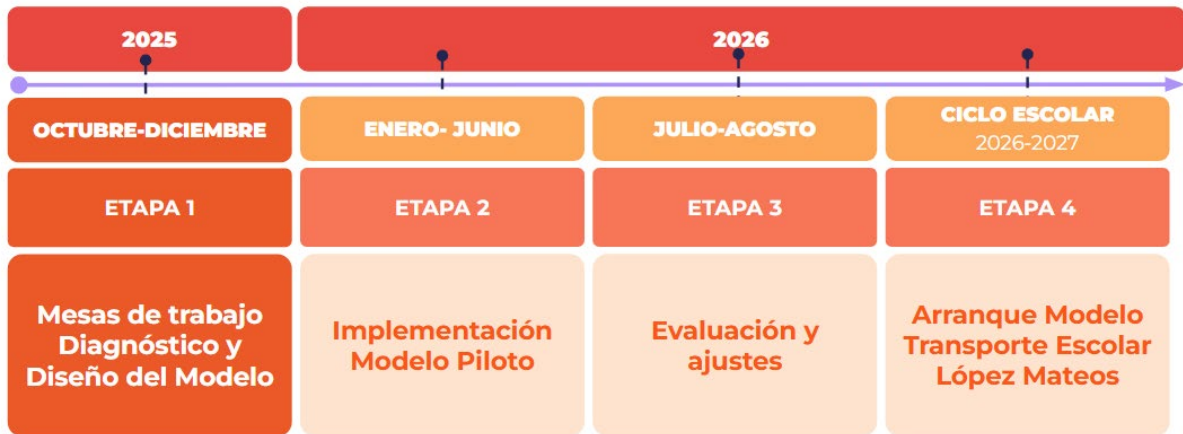 2025
2026
OCTUBRE-DICIEMBRE
ENERO- JUNIO
JULIO-AGOSTO
CICLO ESCOLAR
2026-2027
ETAPA 1
ETAPA 2
ETAPA 3
ETAPA 4
Mesas de trabajo
Diagnóstico y
Diseño del Modelo
Implementación
Modelo Piloto
Evaluación y
ajustes
Arranque Modelo
Transporte Escolar
López Mateos